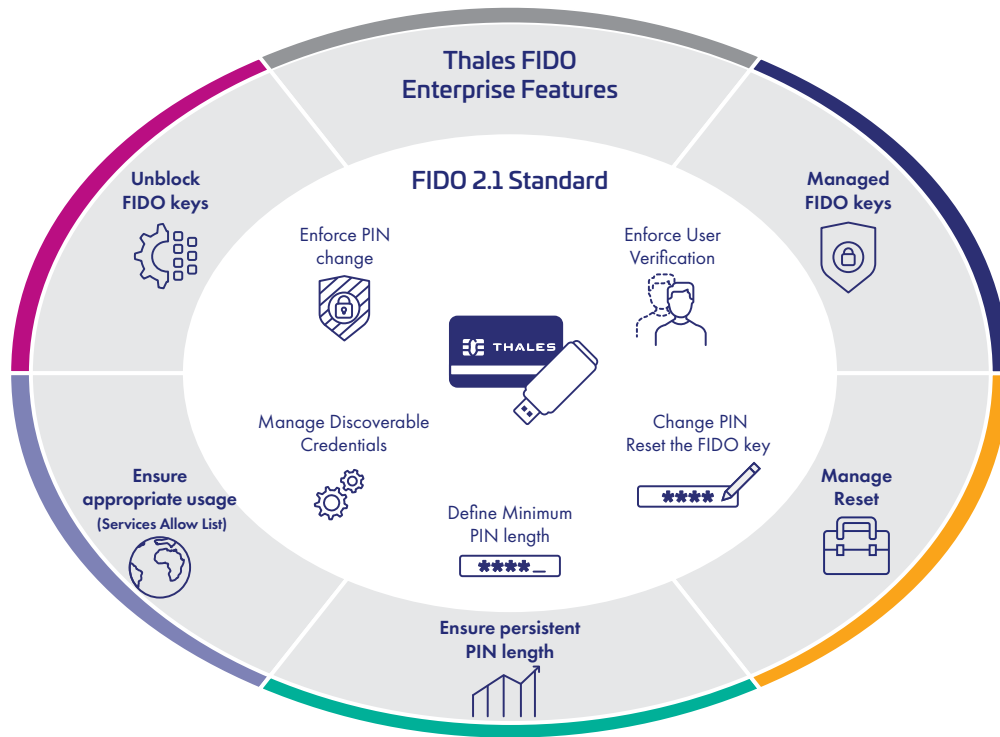 Thales FIDO
Enterprise Features
Unblock
FIDO keys
Managed
FIDO keys
FIDO 2.1 Standard
Enforce PIN
change
Enforce User
Verification
THALES
Manage Discoverable
Credentials
Change PIN
Reset the FIDO key
****
Define Minimum
PIN length
****_
Ensure
appropriate usage
(Services Allow List)
Manage
Reset
Ensure persistent
PIN length